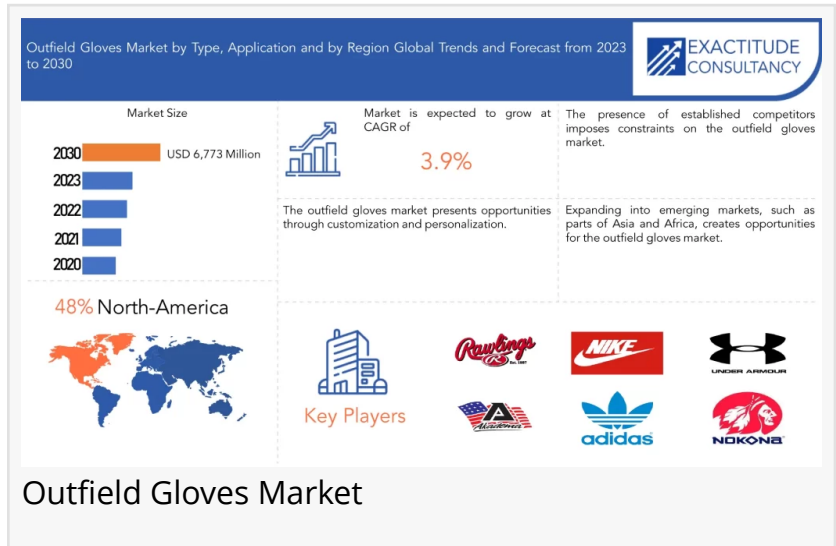 Outfield Gloves Market by Type, Application and by Region Global Trends and Forecast from 2023
to 2030
EXACTITUDE
CONSULTANCY
Market Size
2030
USD 6,773 Million
2023
2022
2021
2020
Market is expected to grow at
CAGR of
3.9%
The presence of established competitors
imposes constraints on the outfield gloves
market.
The outfield gloves market presents opportunities
through customization and personalization.
Expanding into emerging markets, such as
parts of Asia and Africa, creates opportunities
for the outfield gloves market.
48% North-America
Key Players
Rawlings
R
Est. 1887
NIKE
UNDER ARMOUR
A
Akadema
adidas
NOKONA
Outfield Gloves Market